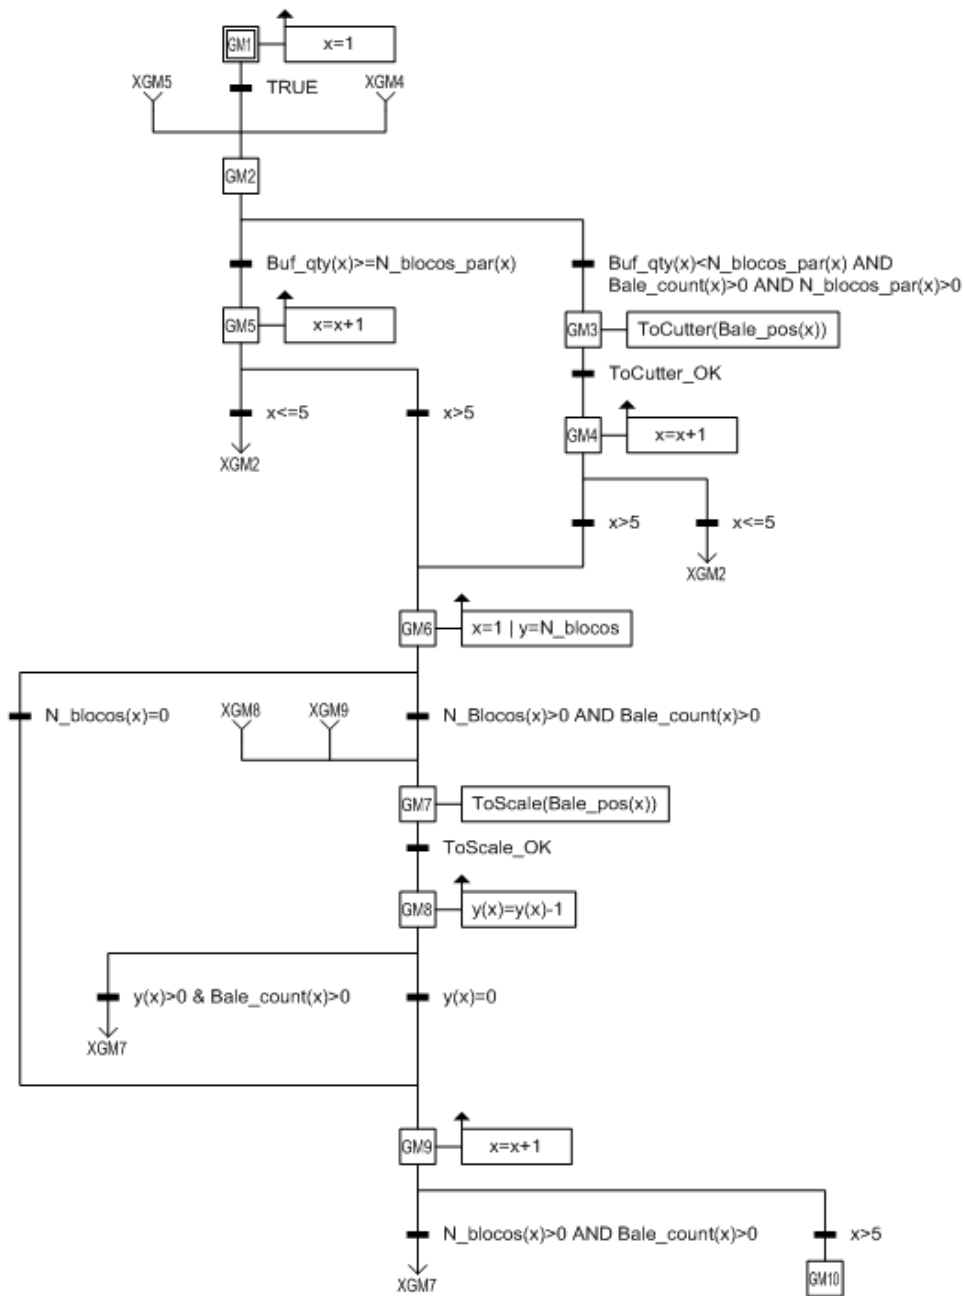 GM1
x=1
XGM5
TRUE
XGM4
GM2
Buf_qty(x)>=N_blocos_par(x)
Buf_qty(x)<N_blocos_par(x) AND
Bale_count(x)>0 AND N_blocos_par(x)>0
GM5
x=x+1
GM3
ToCutter(Bale_pos(x))
ToCutter_OK
x<=5
x>5
GM4
x=x+1
XGM2
x>5
x<=5
XGM2
GM6
x=1 | y=N_blocos
N_blocos(x)=0
XGM8
XGM9
N_Blocos(x)>0 AND Bale_count(x)>0
GM7
ToScale(Bale_pos(x))
ToScale_OK
GM8
y(x)=y(x)-1
y(x)>0 & Bale_count(x)>0
y(x)=0
XGM7
GM9
x=x+1
N_blocos(x)>0 AND Bale_count(x)>0
x>5
XGM7
GM10